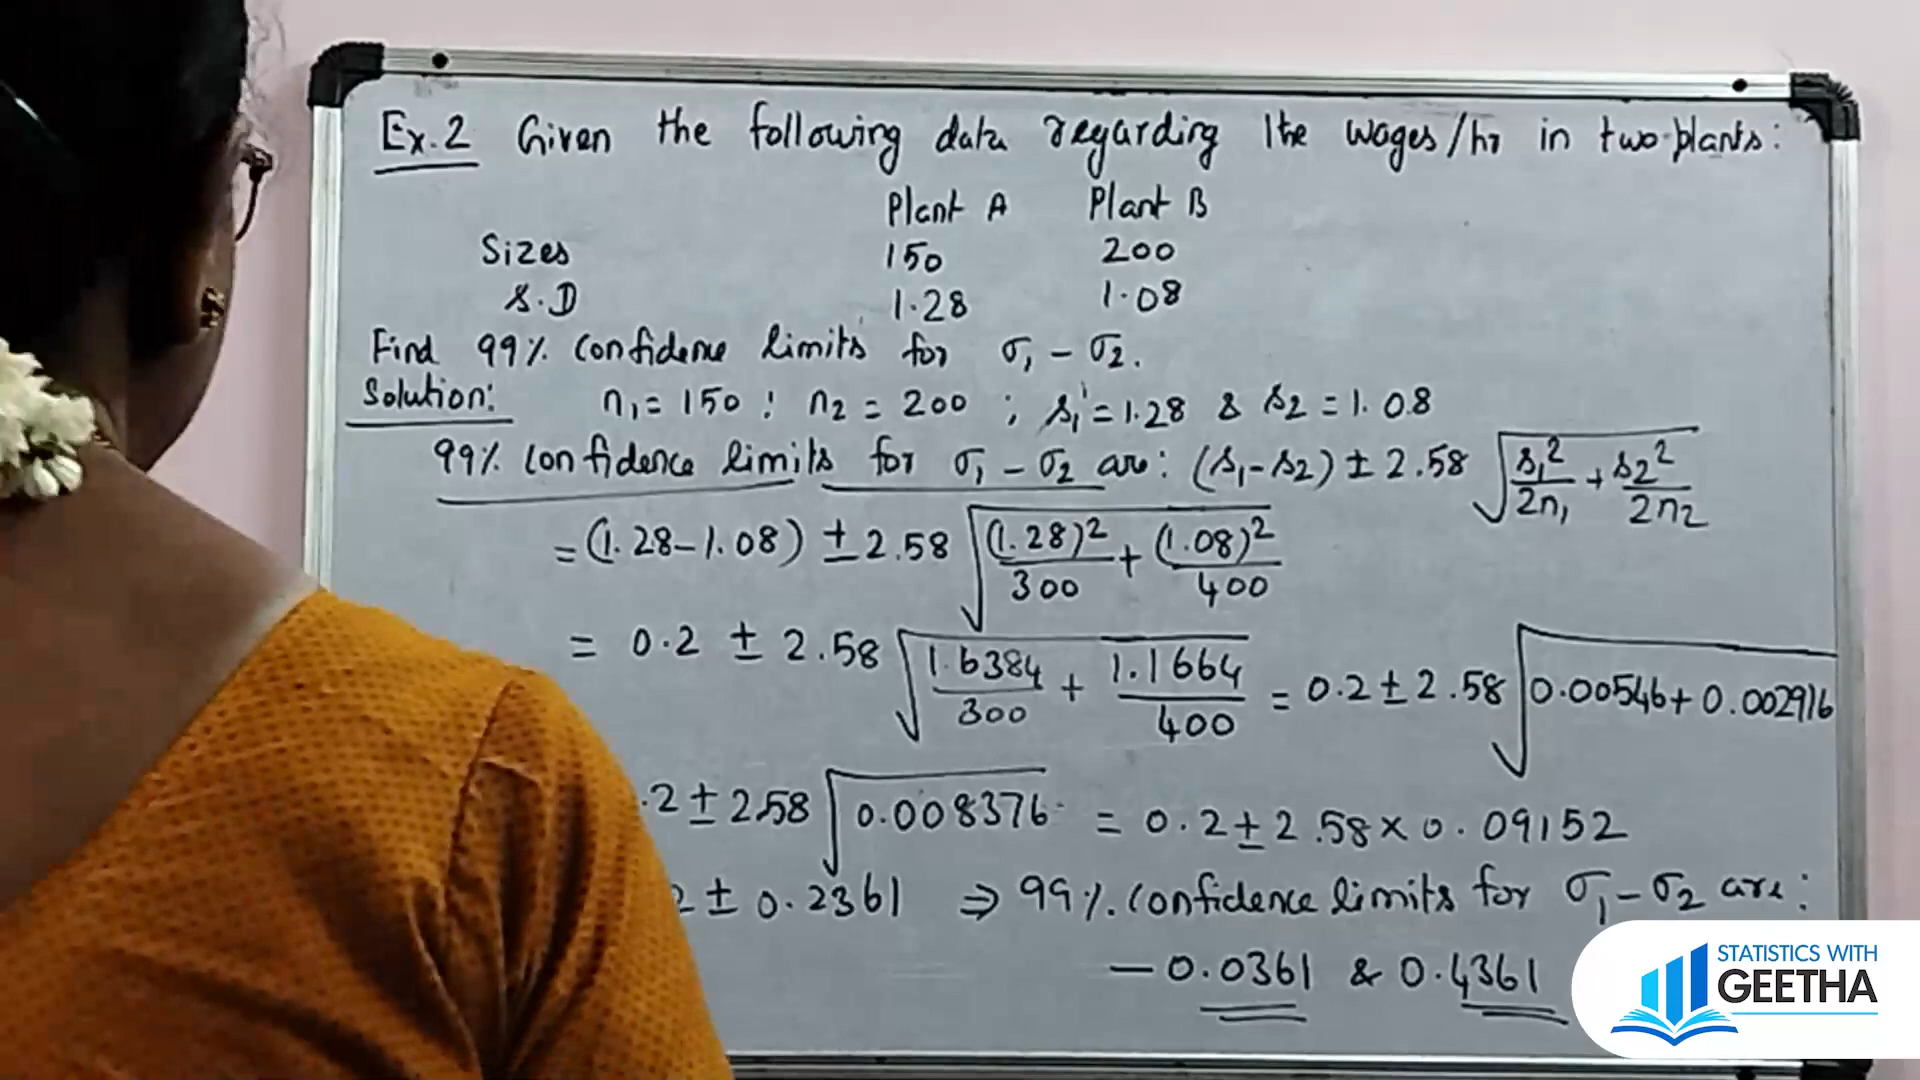 Ex.2 Given the following data regarding the wages/hr in two plants:
Plant A Plant B
Sizes 150 200
S.D 1.28 1.08
Find 99% confidence limits for σ₁ - σ₂.
Solution: n₁ = 150 ; n₂ = 200 ; s₁ = 1.28 & s₂ = 1.08
99% confidence limits for σ₁ - σ₂ are: (s₁ - s₂) ± 2.58 √(s₁²/2n₁ + s₂²/2n₂)
= (1.28 - 1.08) ± 2.58 √((1.28)²/300 + (1.08)²/400)
= 0.2 ± 2.58 √(1.6384/300 + 1.1664/400) = 0.2 ± 2.58 √(0.00546 + 0.002916
.2 ± 2.58 √0.008376 = 0.2 ± 2.58 × 0.09152
2 ± 0.2361 ⇒ 99% confidence limits for σ₁ - σ₂ are:
- 0.0361 & 0.4361
STATISTICS WITH
GEETHA